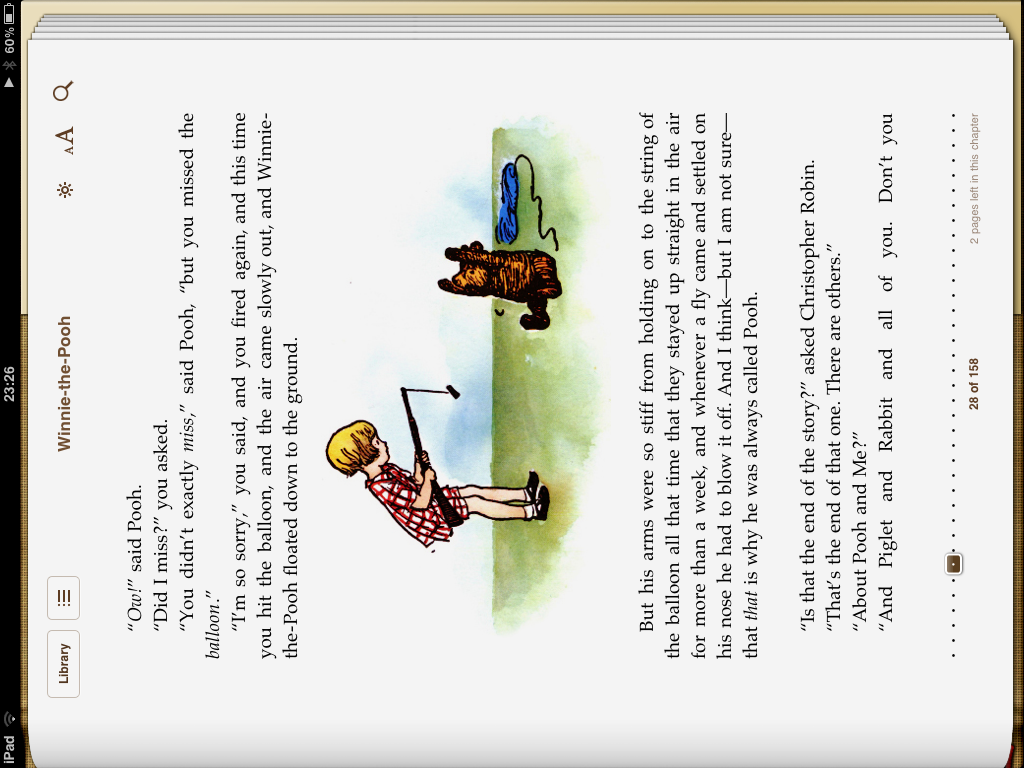 iPad 23:26 60%
Library Winnie-the-Pooh AA
“Ow!” said Pooh.
“Did I miss?” you asked.
“You didn’t exactly miss,” said Pooh, “but you missed the
balloon.”
“I’m so sorry,” you said, and you fired again, and this time
you hit the balloon, and the air came slowly out, and Winnie-
the-Pooh floated down to the ground.
But his arms were so stiff from holding on to the string of
the balloon all that time that they stayed up straight in the air
for more than a week, and whenever a fly came and settled on
his nose he had to blow it off. And I think—but I am not sure—
that that is why he was always called Pooh.
“Is that the end of the story?” asked Christopher Robin.
“That’s the end of that one. There are others.”
“About Pooh and Me?”
“And Piglet and Rabbit and all of you. Don’t you
28 of 158 2 pages left in this chapter